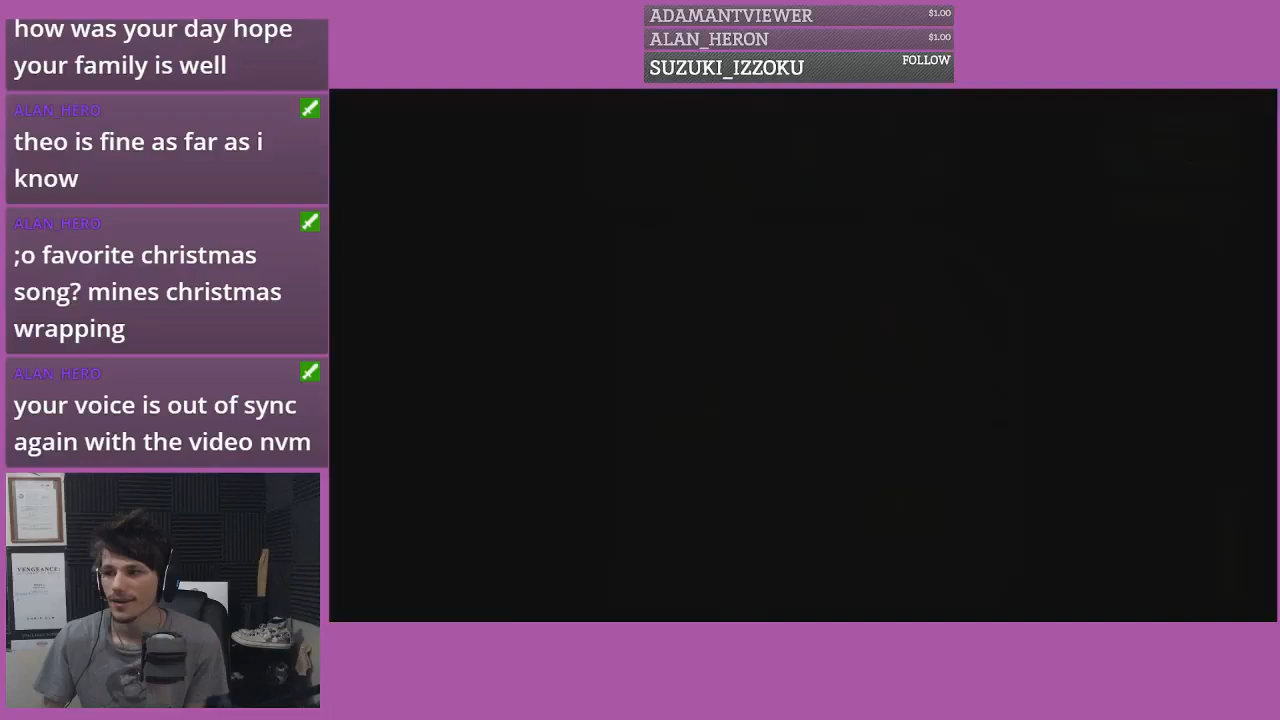 how was your day hope
your family is well
ALAN_HERO
theo is fine as far as i
know
ALAN_HERO
;o favorite christmas
song? mines christmas
wrapping
ALAN_HERO
your voice is out of sync
again with the video nvm
ADAMANTVIEWER $1.00
ALAN_HERON $1.00
SUZUKI_IZZOKU FOLLOW
VENGEANCE: